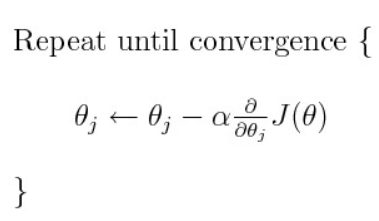 Repeat until convergence {
θ_j ← θ_j − α ∂/∂θ_j J(θ)
}